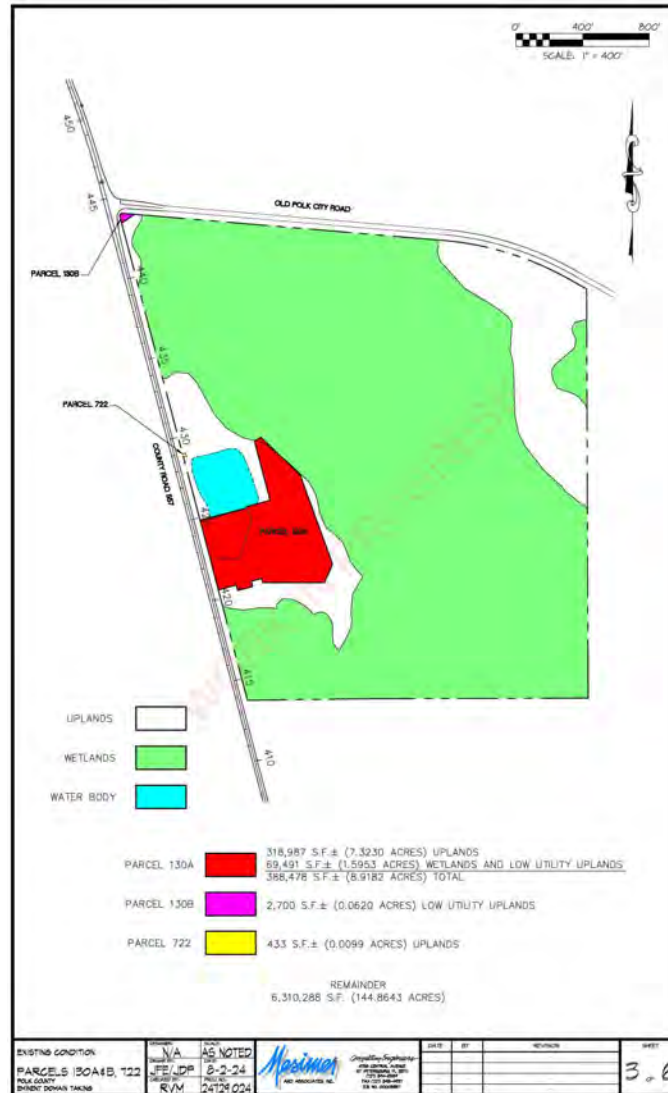 0' 400' 800'
SCALE: 1" = 400'
450
445
OLD POLK CITY ROAD
PARCEL 130B
440
435
PARCEL 722
430
COUNTY ROAD 557
420
415
410
UPLANDS
WETLANDS
WATER BODY
PARCEL 130A
318,987 S.F.± (7.3230 ACRES) UPLANDS
69,491 S.F.± (1.5953 ACRES) WETLANDS AND LOW UTILITY UPLANDS
388,478 S.F.± (8.9182 ACRES) TOTAL
PARCEL 130B
2,700 S.F.± (0.0620 ACRES) LOW UTILITY UPLANDS
PARCEL 722
433 S.F.± (0.0099 ACRES) UPLANDS
REMAINDER
6,310,288 S.F. (144.8643 ACRES)
EXISTING CONDITION
PARCELS 130A&B, 722
POLK COUNTY
EMINENT DOMAIN TAKING
N/A
AS NOTED
JFE/JDP
8-2-24
RVM
24729.024
Mesimer
AND ASSOCIATES, INC.
Consulting Engineers
DATE BY REVISION
SHEET